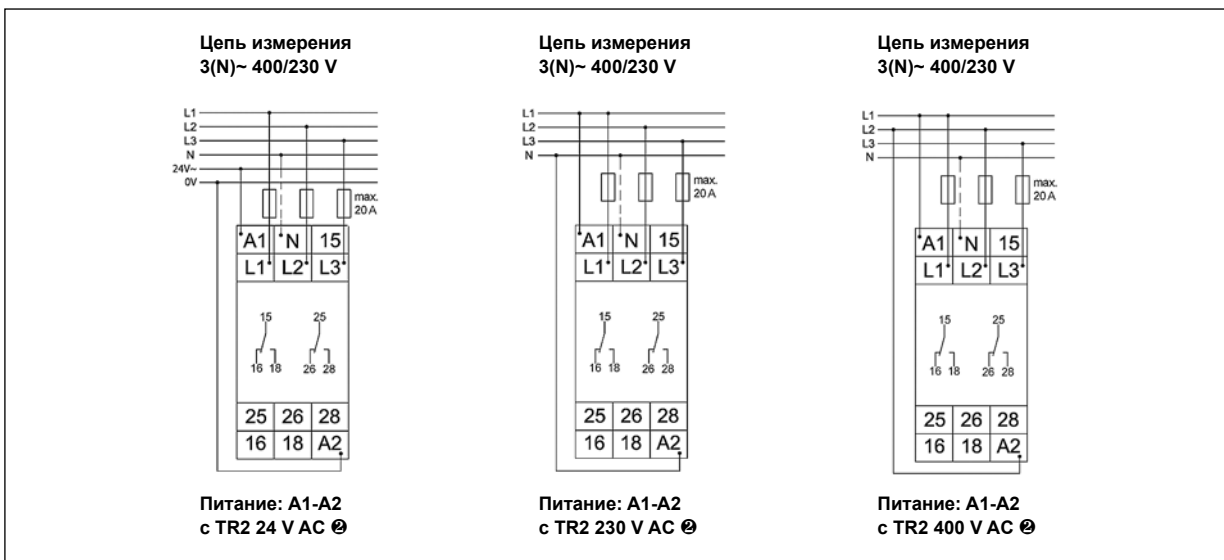 Цепь измерения
3(N)~ 400/230 V
L1
L2
L3
N
24V~
0V
max.
20 A
A1 N 15
L1 L2 L3
15 25
16 18 26 28
25 26 28
16 18 A2
Питание: A1-A2
с TR2 24 V AC ❷
Цепь измерения
3(N)~ 400/230 V
L1
L2
L3
N
max.
20 A
A1 N 15
L1 L2 L3
15 25
16 18 26 28
25 26 28
16 18 A2
Питание: A1-A2
с TR2 230 V AC ❷
Цепь измерения
3(N)~ 400/230 V
L1
L2
L3
N
max.
20 A
A1 N 15
L1 L2 L3
15 25
16 18 26 28
25 26 28
16 18 A2
Питание: A1-A2
с TR2 400 V AC ❷